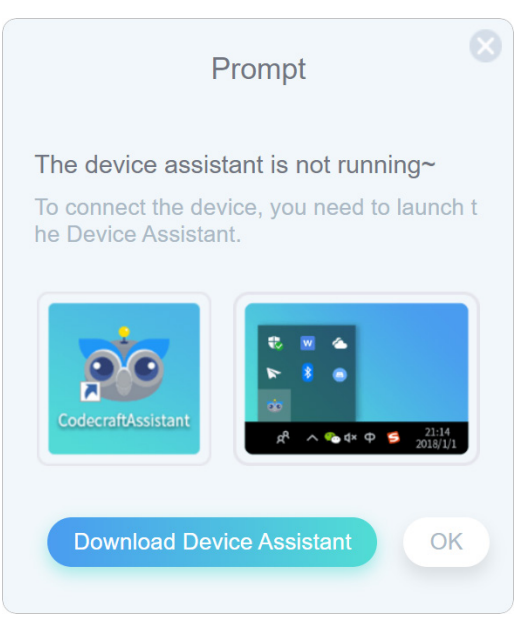 Prompt
The device assistant is not running~
To connect the device, you need to launch t
he Device Assistant.
CodecraftAssistant
W
中
S
21:14
2018/1/1
Download Device Assistant
OK